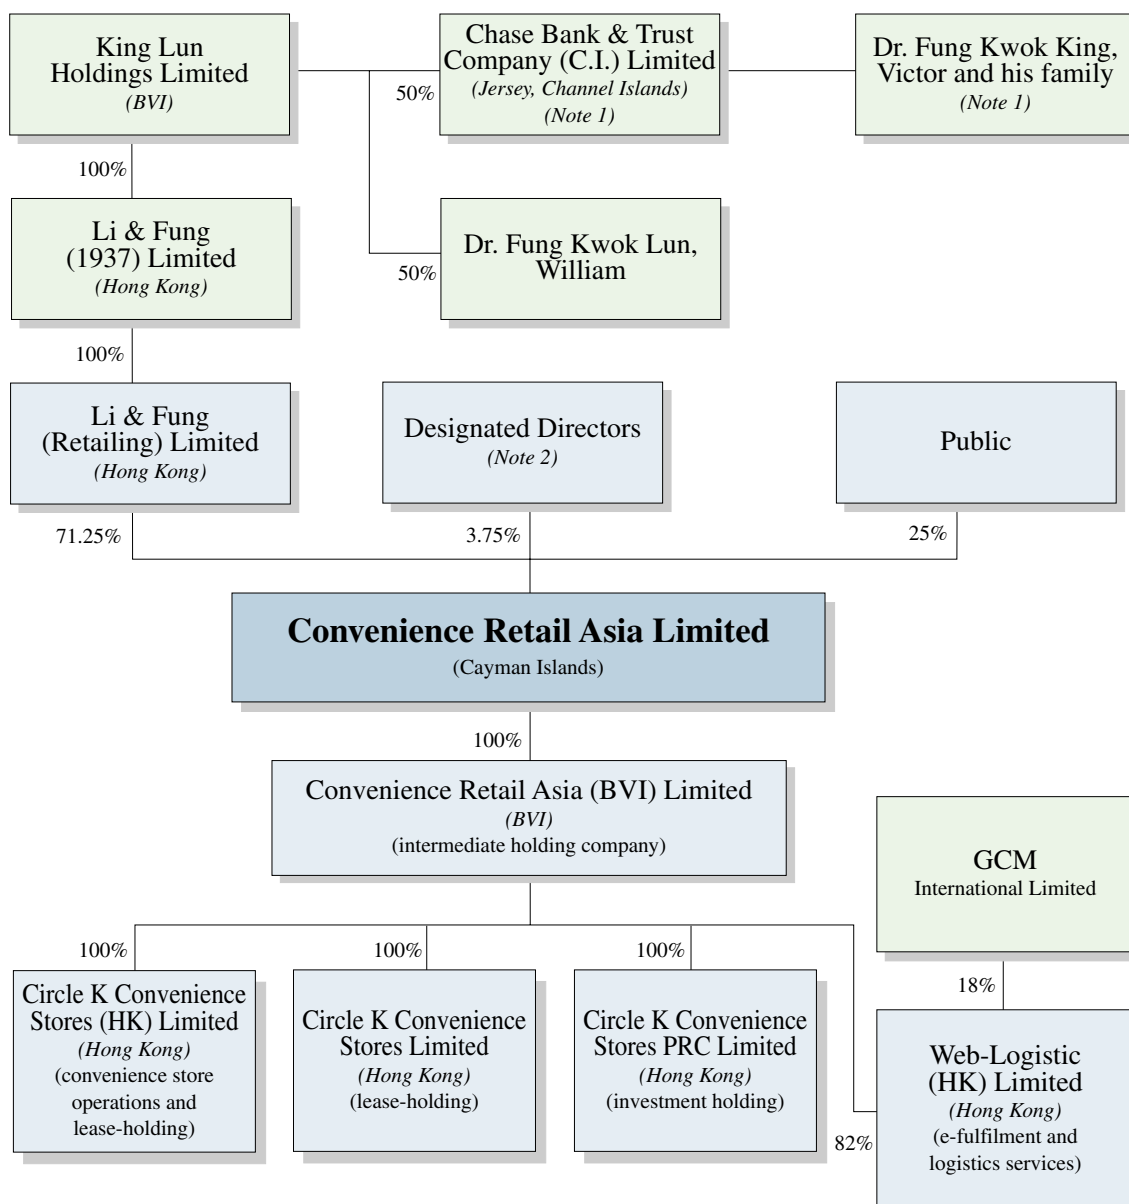 King Lun
Holdings Limited
(BVI)
Chase Bank & Trust
Company (C.I.) Limited
(Jersey, Channel Islands)
(Note 1)
Dr. Fung Kwok King,
Victor and his family
(Note 1)
50%
100%
Li & Fung
(1937) Limited
(Hong Kong)
Dr. Fung Kwok Lun,
William
50%
100%
Li & Fung
(Retailing) Limited
(Hong Kong)
Designated Directors
(Note 2)
Public
71.25%
3.75%
25%
Convenience Retail Asia Limited
(Cayman Islands)
100%
Convenience Retail Asia (BVI) Limited
(BVI)
(intermediate holding company)
GCM
International Limited
100%
100%
100%
18%
Circle K Convenience
Stores (HK) Limited
(Hong Kong)
(convenience store
operations and
lease-holding)
Circle K Convenience
Stores Limited
(Hong Kong)
(lease-holding)
Circle K Convenience
Stores PRC Limited
(Hong Kong)
(investment holding)
82%
Web-Logistic
(HK) Limited
(Hong Kong)
(e-fulfilment and
logistics services)